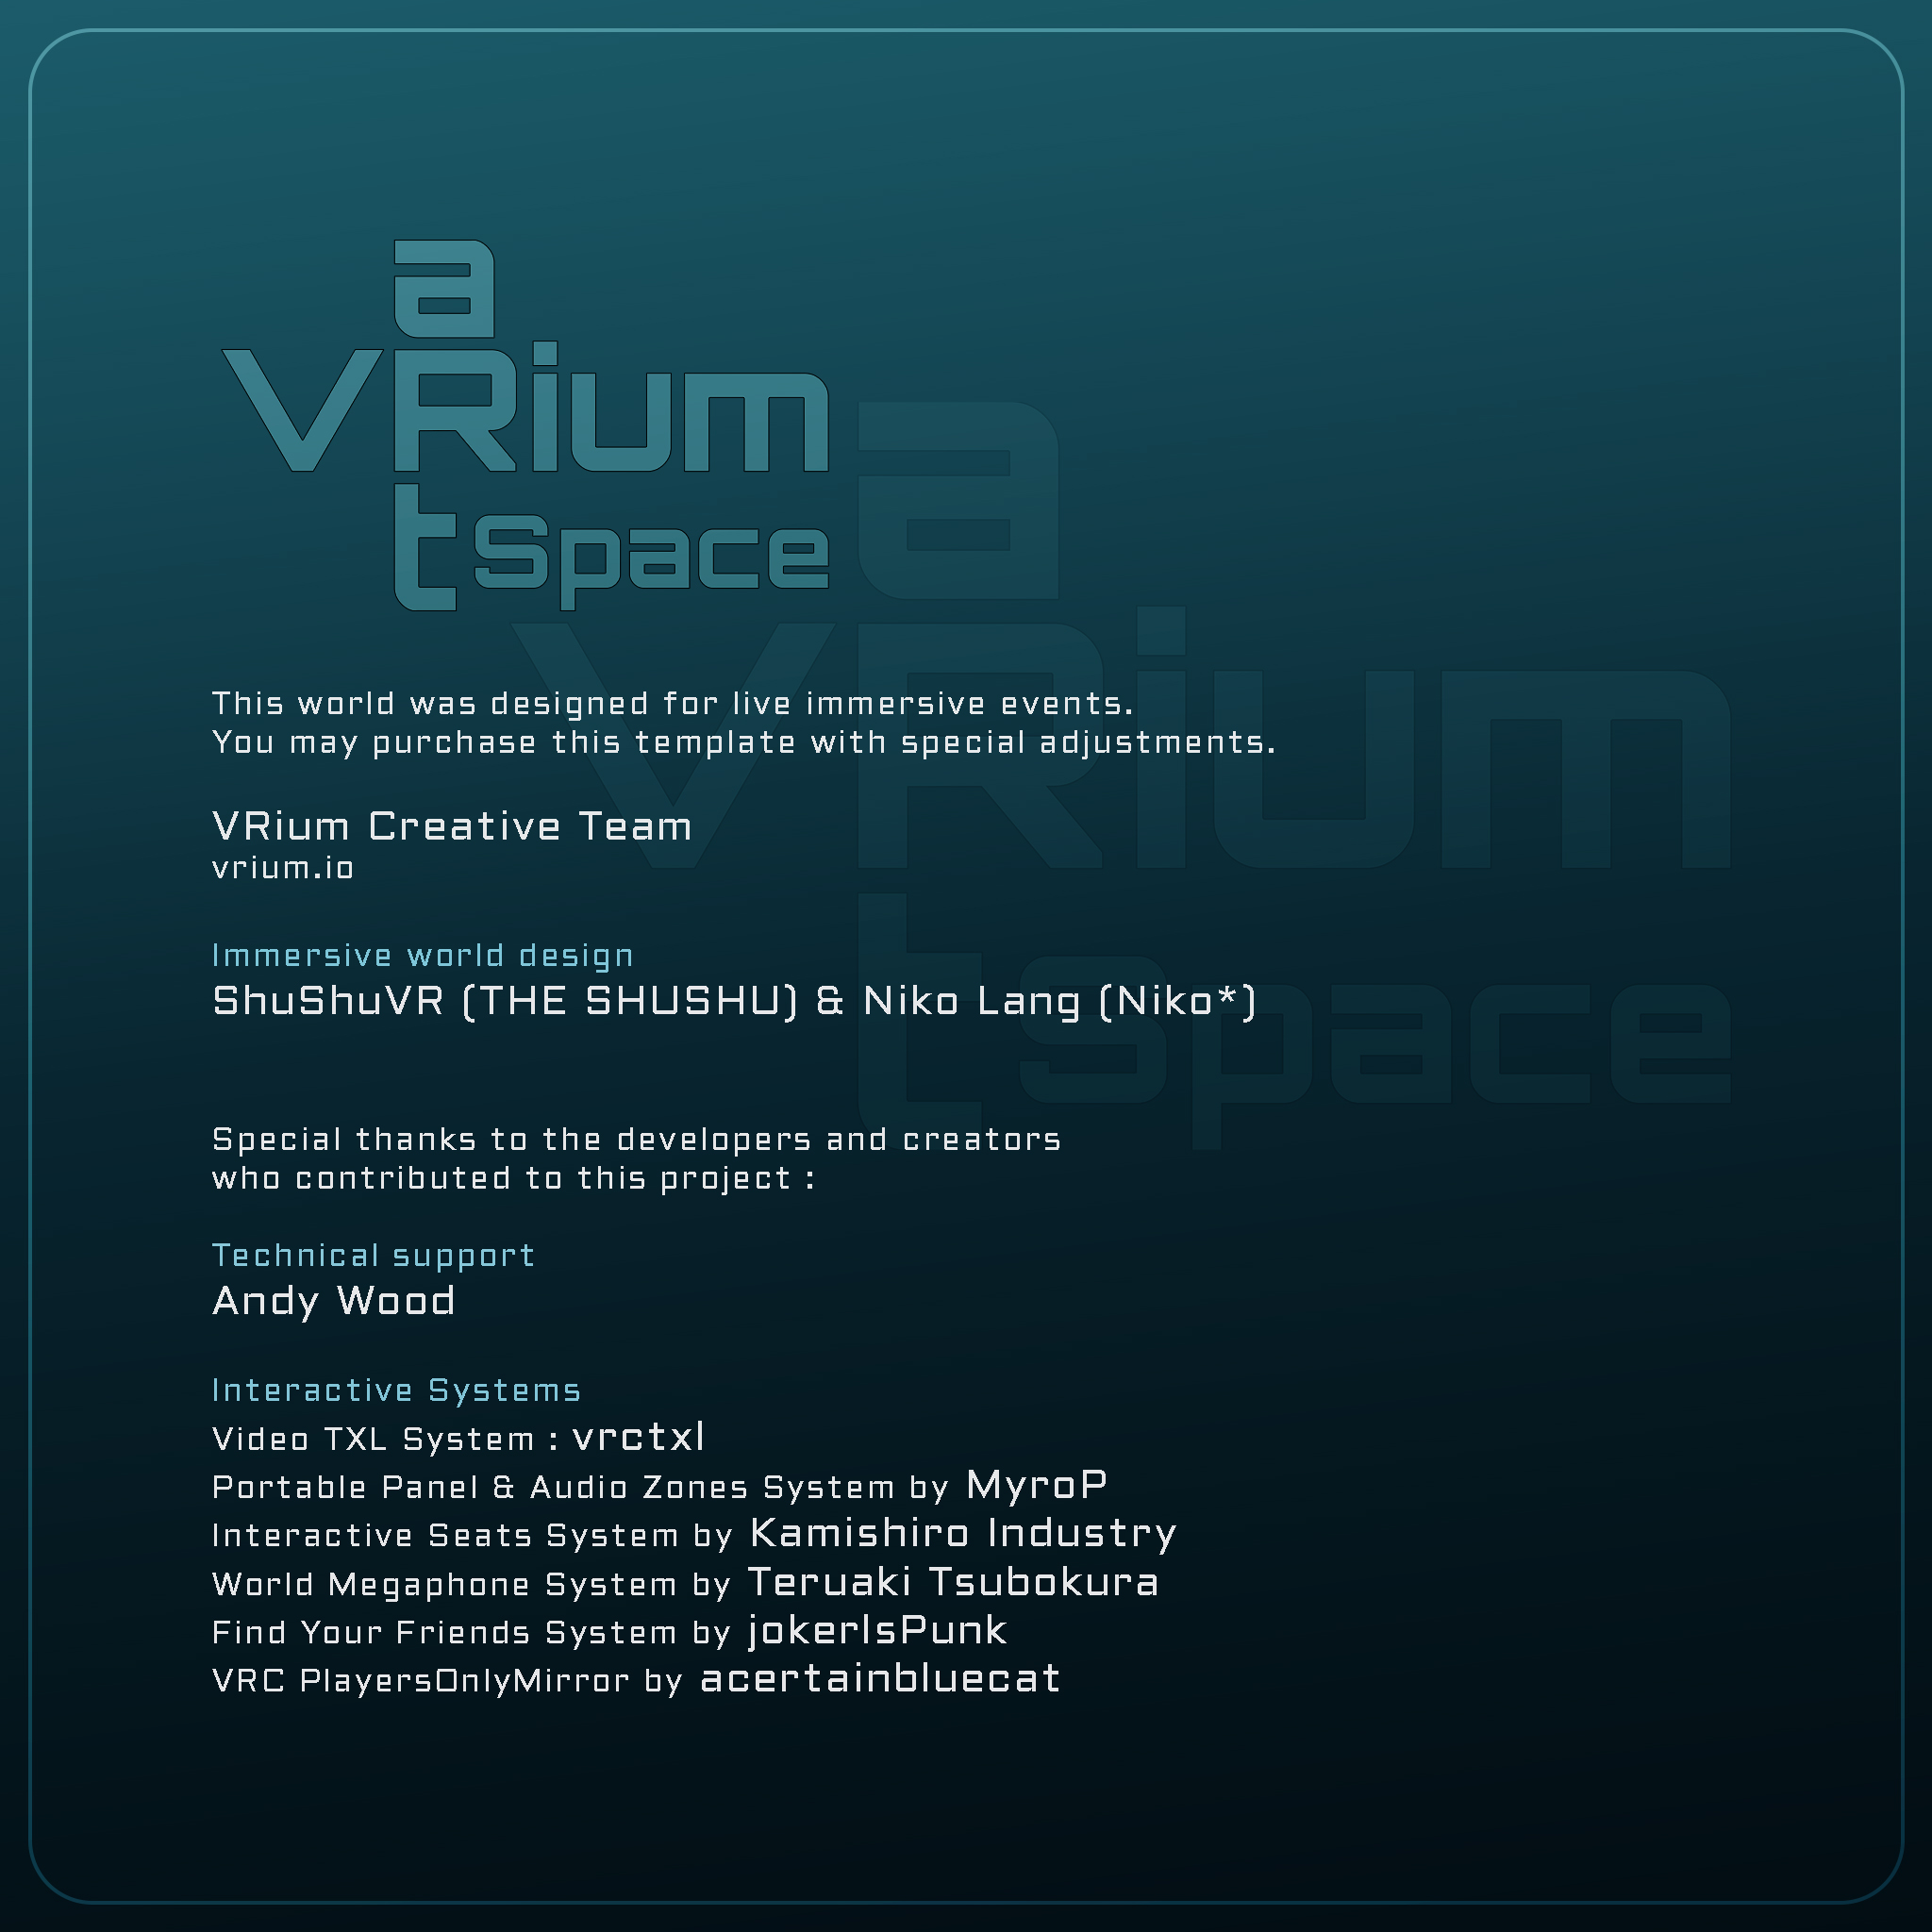 a
VRium
t space
This world was designed for live immersive events.
You may purchase this template with special adjustments.
VRium Creative Team
vrium.io
Immersive world design
ShuShuVR (THE SHUSHU) & Niko Lang (Niko*)
Special thanks to the developers and creators
who contributed to this project :
Technical support
Andy Wood
Interactive Systems
Video TXL System : vrctxl
Portable Panel & Audio Zones System by MyroP
Interactive Seats System by Kamishiro Industry
World Megaphone System by Teruaki Tsubokura
Find Your Friends System by jokerIsPunk
VRC PlayersOnlyMirror by acertainbluecat
a
VRium
t space